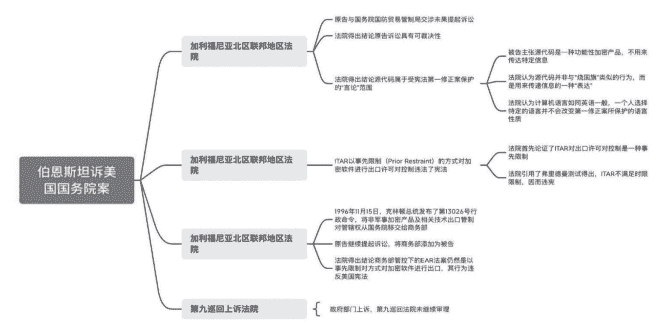 伯恩斯坦诉美
国国务院案
加利福尼亚北区联邦地区法
院
原告与国务院国防贸易管制局交涉未果提起诉讼
法院得出结论原告诉讼具有可裁决性
法院得出结论源代码属于受宪法第一修正案保护
的“言论”范围
被告主张源代码是一种功能性加密产品，不用来
传达特定信息
法院认为源代码并非与“烧国旗”类似的行为，而
是用来传递信息的一种“表达”
法院认为计算机语言如同英语一般，一个人选择
特定的语言并不会改变第一修正案所保护的语言
性质
加利福尼亚北区联邦地区法
院
ITAR以事先限制（Prior Restraint）的方式对加
密软件进行出口许可对控制违法了宪法
法院首先论证了ITAR对出口许可对控制是一种事
先限制
法院引用了弗里德曼测试得出，ITAR不满足时限
限制，因而违宪
加利福尼亚北区联邦地区法
院
1996年11月15日，克林顿总统发布了第13026号行
政命令，将非军事加密产品及相关技术出口管制
对管辖权从国务院移交给商务部
原告继续提起诉讼，将商务部添加为被告
法院得出结论商务部管控下的EAR法案仍然是以
事先限制对方式对加密软件进行出口，其行为违
反美国宪法
第九巡回上诉法院
政府部门上诉，第九巡回法院未继续审理